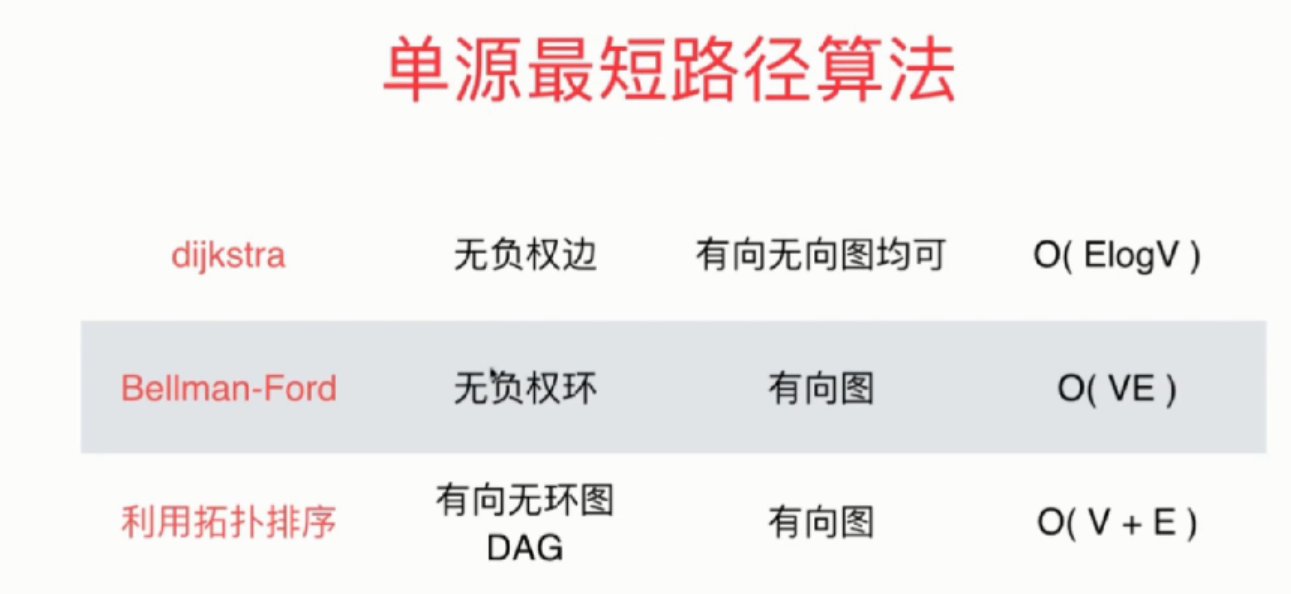 单源最短路径算法
dijkstra 无负权边 有向无向图均可 O( ElogV )
Bellman-Ford 无负权环 有向图 O( VE )
利用拓扑排序 有向无环图 有向图 O( V + E )
DAG